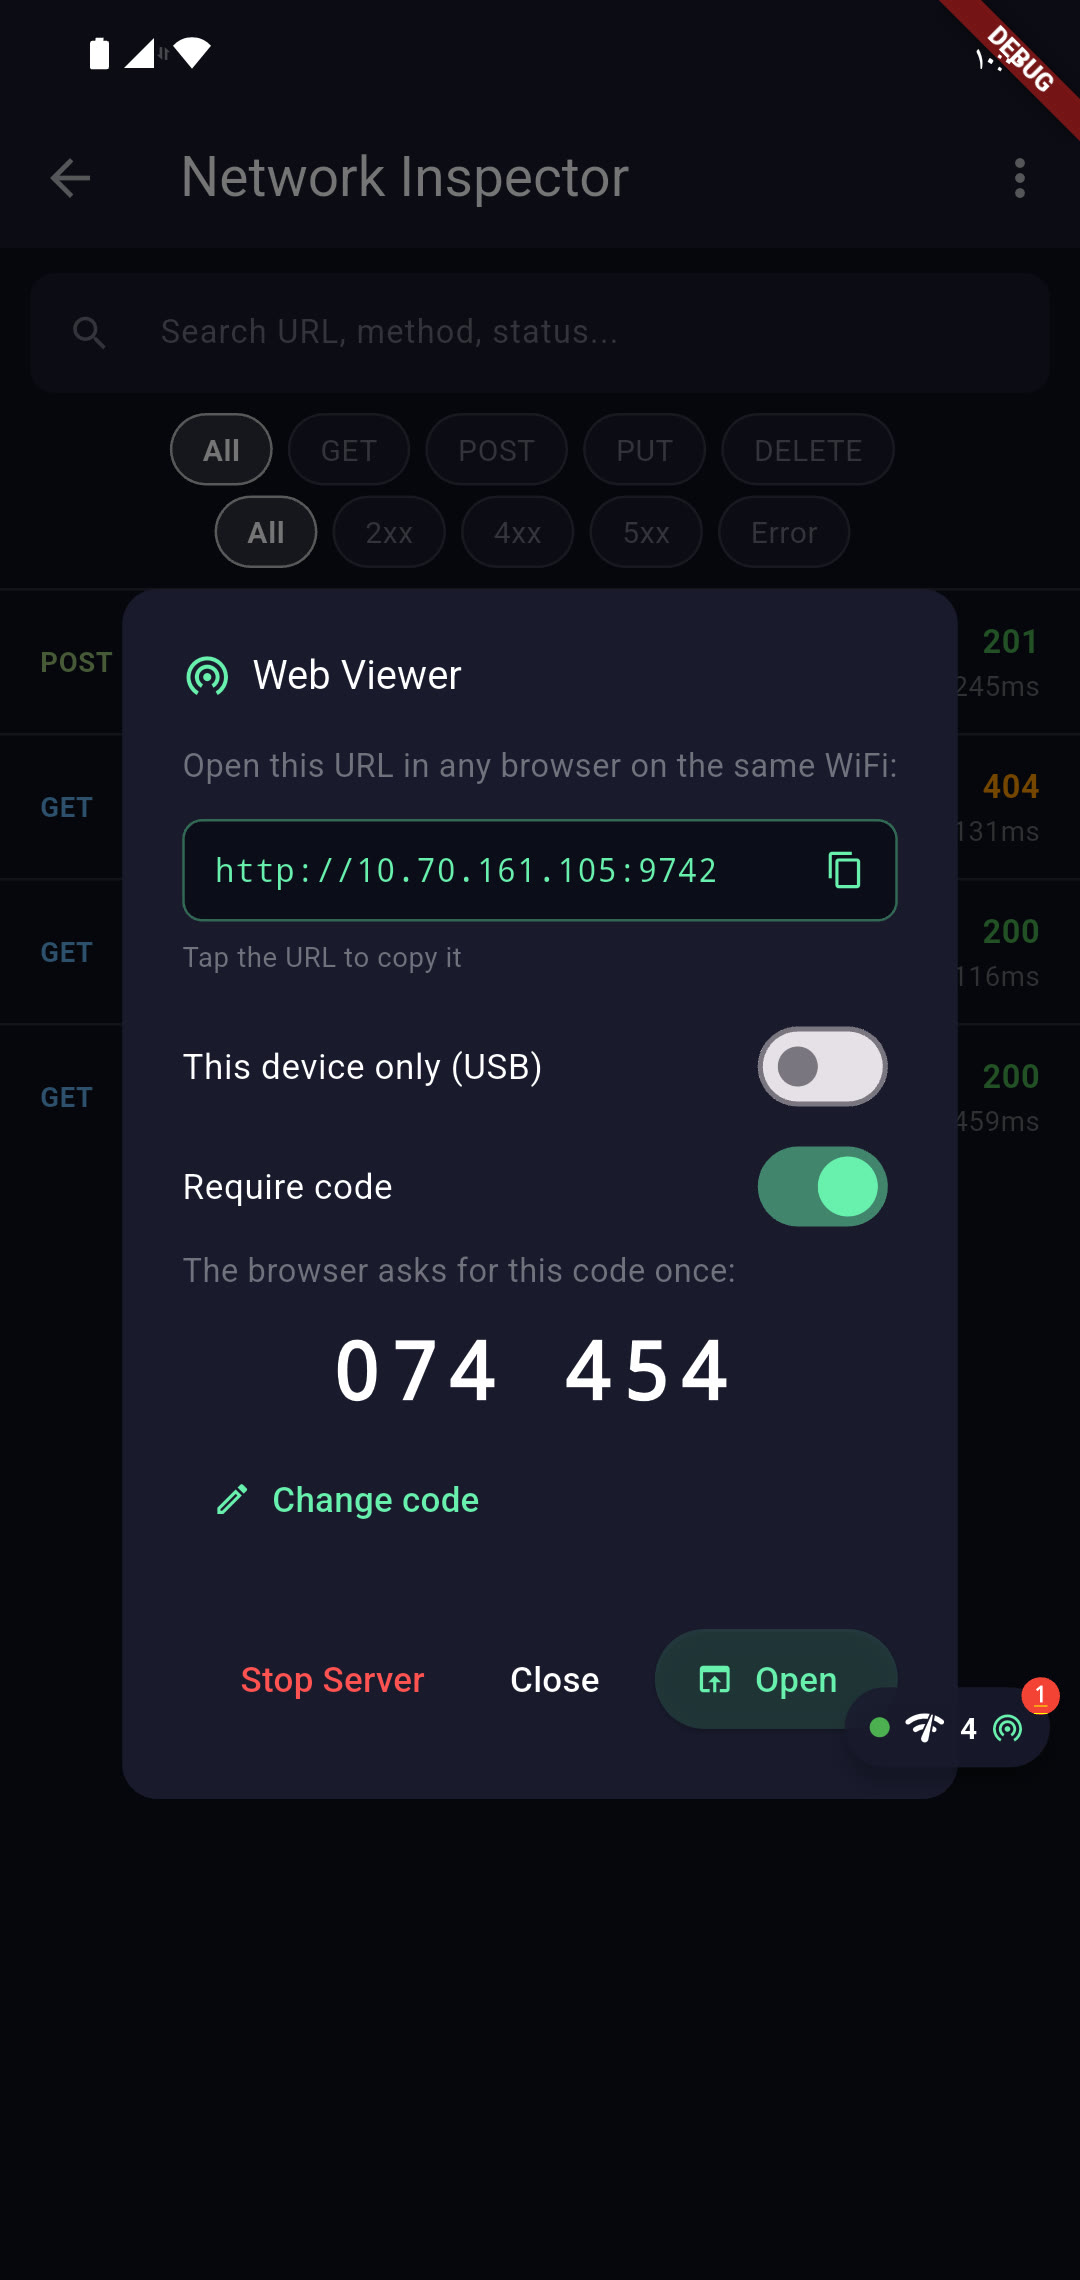 DEBUG
Network Inspector
Search URL, method, status...
All GET POST PUT DELETE
All 2xx 4xx 5xx Error
POST 201
245ms
GET 404
131ms
GET 200
116ms
GET 200
459ms
Web Viewer
Open this URL in any browser on the same WiFi:
http://10.70.161.105:9742
Tap the URL to copy it
This device only (USB)
Require code
The browser asks for this code once:
074 454
Change code
Stop Server Close Open
1
4